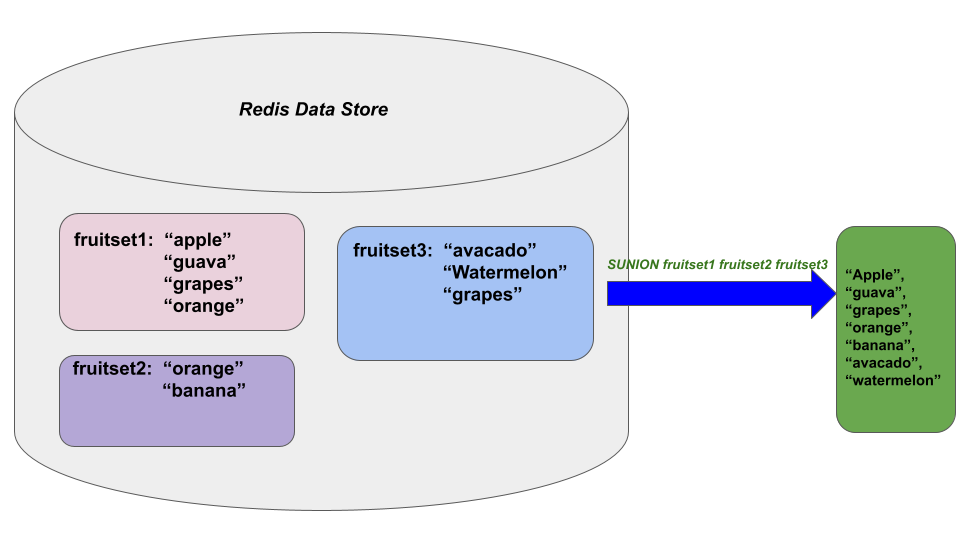 Redis Data Store
fruitset1: “apple”
“guava”
“grapes”
“orange”
fruitset2: “orange”
“banana”
fruitset3: “avacado”
“Watermelon”
“grapes”
SUNION fruitset1 fruitset2 fruitset3
“Apple”,
“guava”,
“grapes”,
“orange”,
“banana”,
“avacado”,
“watermelon”